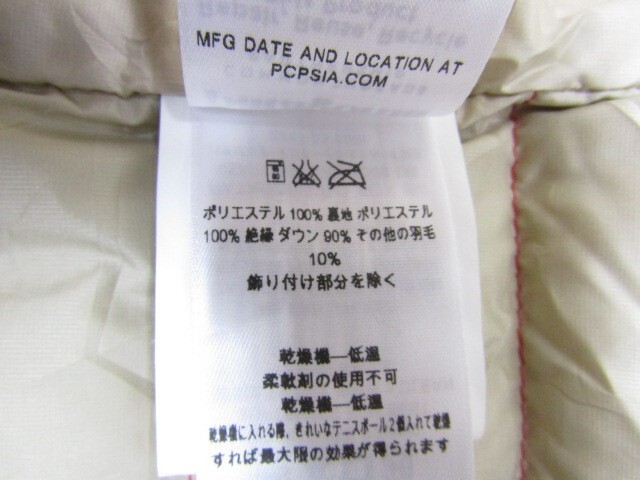 MFG DATE AND LOCATION AT
PCPSIA.COM
ポリエステル 100% 裏地 ポリエステル
100% 絶縁 ダウン 90% その他の羽毛
10%
飾り付け部分を除く
乾燥機—低温
柔軟剤の使用不可
乾燥機—低温
乾燥機に入れる際、きれいなテニスボール2個入れて乾燥
すれば最大限の効果が得られます